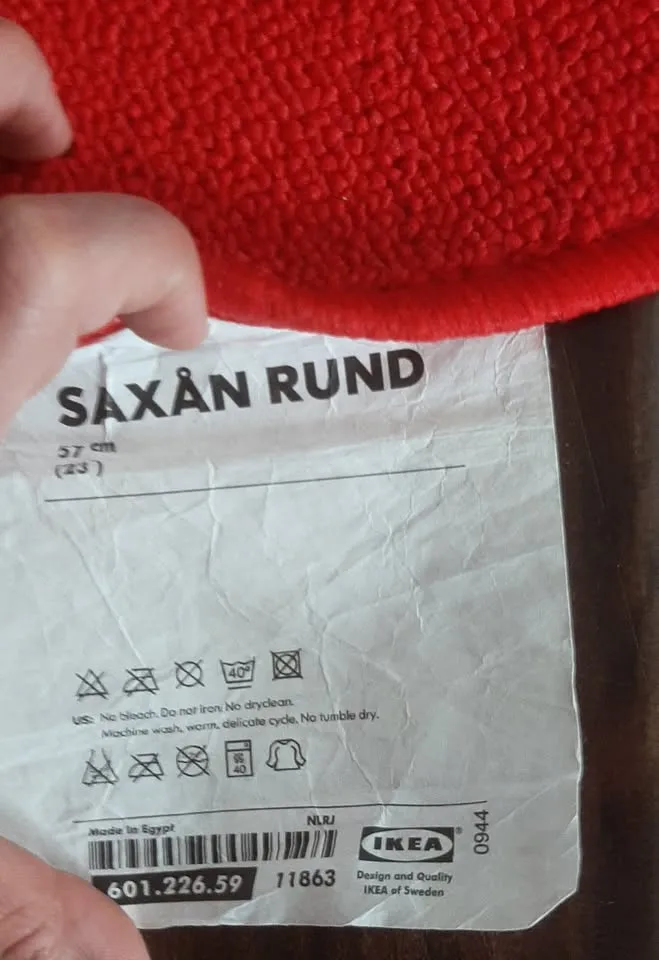 SAXÅN RUND
57 cm
(23")
40°
US: No bleach. Do not iron. No dryclean.
Machine wash, warm, delicate cycle. No tumble dry.
40
Made in Egypt
NLRJ
601.226.59
11863
IKEA®
Design and Quality
IKEA of Sweden
0944